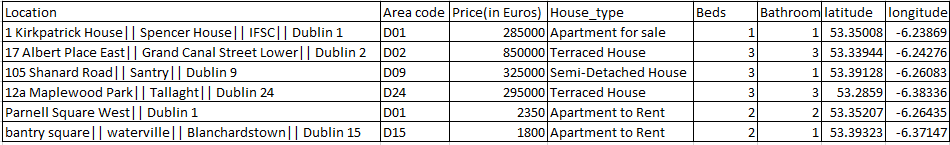 Location Area code Price(in Euros) House_type Beds Bathroom latitude longitude
1 Kirkpatrick House|| Spencer House|| IFSC|| Dublin 1 D01 285000 Apartment for sale 1 1 53.35008 -6.23869
17 Albert Place East|| Grand Canal Street Lower|| Dublin 2 D02 850000 Terraced House 3 3 53.33944 -6.24276
105 Shanard Road|| Santry|| Dublin 9 D09 325000 Semi-Detached House 3 1 53.39128 -6.26083
12a Maplewood Park|| Tallaght|| Dublin 24 D24 295000 Terraced House 3 3 53.2859 -6.38336
Parnell Square West|| Dublin 1 D01 2350 Apartment to Rent 2 2 53.35207 -6.26435
bantry square|| waterville|| Blanchardstown|| Dublin 15 D15 1800 Apartment to Rent 2 1 53.39323 -6.37147